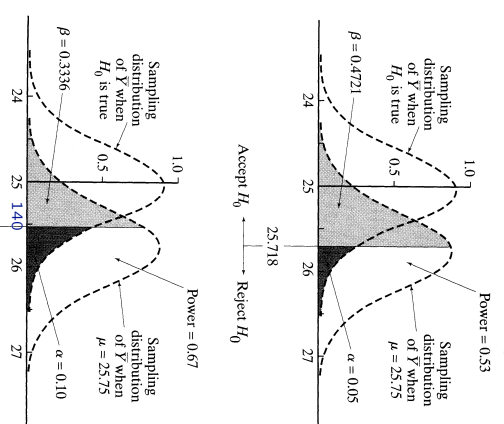 Power = 0.53
1.0
Sampling
distribution
of Y̅ when
H₀ is true
Sampling
distribution
of Y̅ when
μ = 25.75
0.5
β = 0.4721
α = 0.05
24 25 26 27
25.718
Accept H₀ ← → Reject H₀
Power = 0.67
1.0
Sampling
distribution
of Y̅ when
H₀ is true
Sampling
distribution
of Y̅ when
μ = 25.75
0.5
β = 0.3336
α = 0.10
24 25 26 27
140